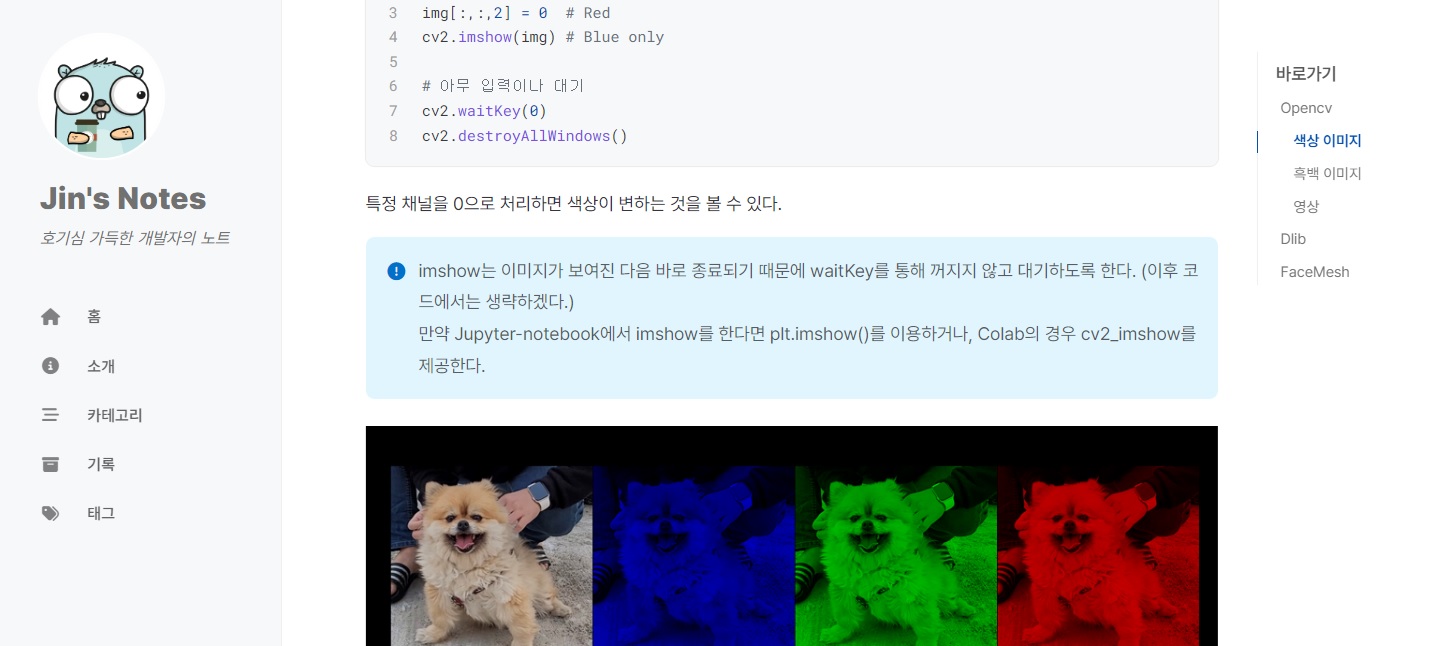 Jin's Notes
호기심 가득한 개발자의 노트
홈
소개
카테고리
기록
태그
3 img[:,:,2] = 0 # Red
4 cv2.imshow(img) # Blue only
5
6 # 아무 입력이나 대기
7 cv2.waitKey(0)
8 cv2.destroyAllWindows()
특정 채널을 0으로 처리하면 색상이 변하는 것을 볼 수 있다.
imshow는 이미지가 보여진 다음 바로 종료되기 때문에 waitKey를 통해 꺼지지 않고 대기하도록 한다. (이후 코
드에서는 생략하겠다.)
만약 Jupyter-notebook에서 imshow를 한다면 plt.imshow()를 이용하거나, Colab의 경우 cv2_imshow를
제공한다.
바로가기
Opencv
색상 이미지
흑백 이미지
영상
Dlib
FaceMesh